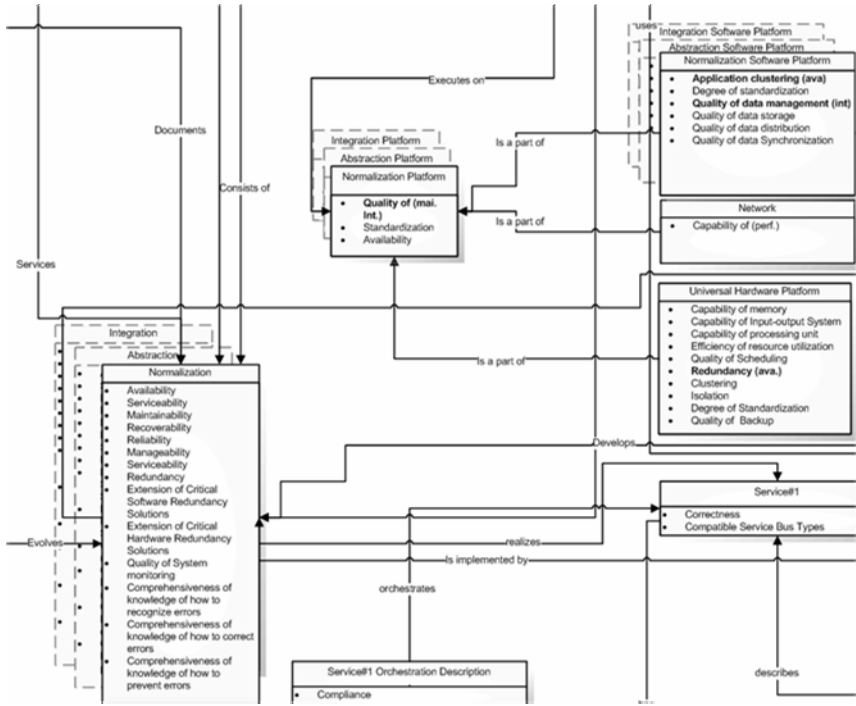 uses
Integration Software Platform
Abstraction Software Platform
Normalization Software Platform
• Application clustering (ava)
• Degree of standardization
• Quality of data management (int)
• Quality of data storage
• Quality of data distribution
• Quality of data Synchronization
Executes on
Documents
Consists of
Services
Integration Platform
Abstraction Platform
Normalization Platform
• Quality of (mai.
Int.)
• Standardization
• Availability
Is a part of
Is a part of
Is a part of
Network
• Capability of (perf.)
Universal Hardware Platform
• Capability of memory
• Capability of Input-output System
• Capability of processing unit
• Efficiency of resource utilization
• Quality of Scheduling
• Redundancy (ava.)
• Clustering
• Isolation
• Degree of Standardization
• Quality of Backup
Integration
Abstraction
Normalization
• Availability
• Serviceability
• Maintainability
• Recoverability
• Reliability
• Manageability
• Serviceability
• Redundancy
• Extension of Critical
Software Redundancy
Solutions
• Extension of Critical
Hardware Redundancy
Solutions
• Quality of System
monitoring
• Comprehensiveness of
knowledge of how to
recognize errors
• Comprehensiveness of
knowledge of how to correct
errors
• Comprehensiveness of
knowledge of how to
prevent errors
Develops
Evolves
realizes
Is implemented by
orchestrates
Service#1
• Correctness
• Compatible Service Bus Types
describes
Service#1 Orchestration Description
• Compliance